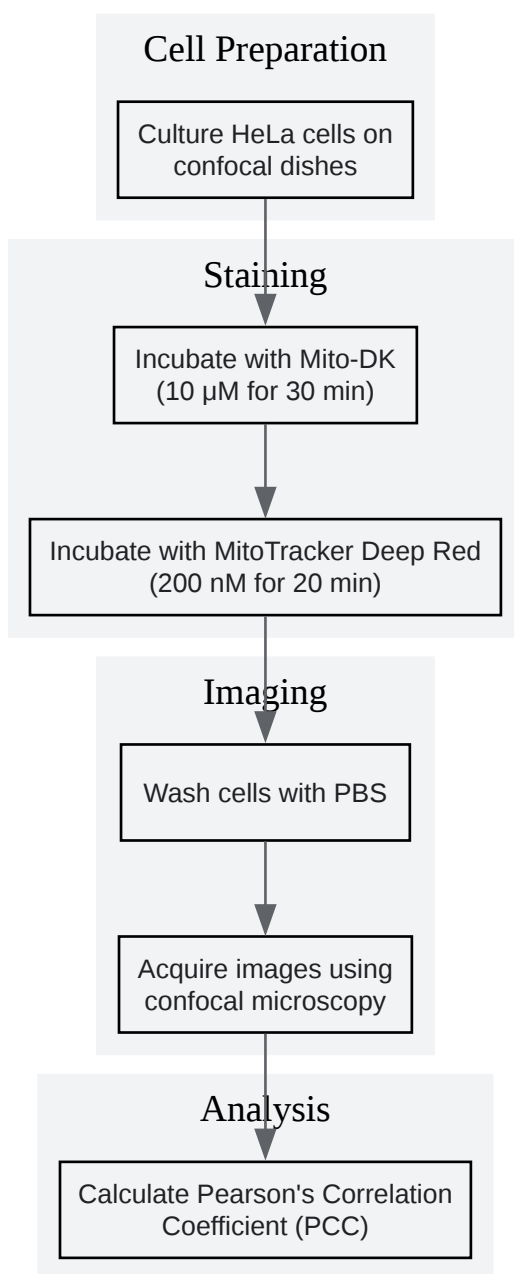 Cell Preparation
Culture HeLa cells on
confocal dishes
Staining
Incubate with Mito-DK
(10 μM for 30 min)
Incubate with MitoTracker Deep Red
(200 nM for 20 min)
Imaging
Wash cells with PBS
Acquire images using
confocal microscopy
Analysis
Calculate Pearson's Correlation
Coefficient (PCC)